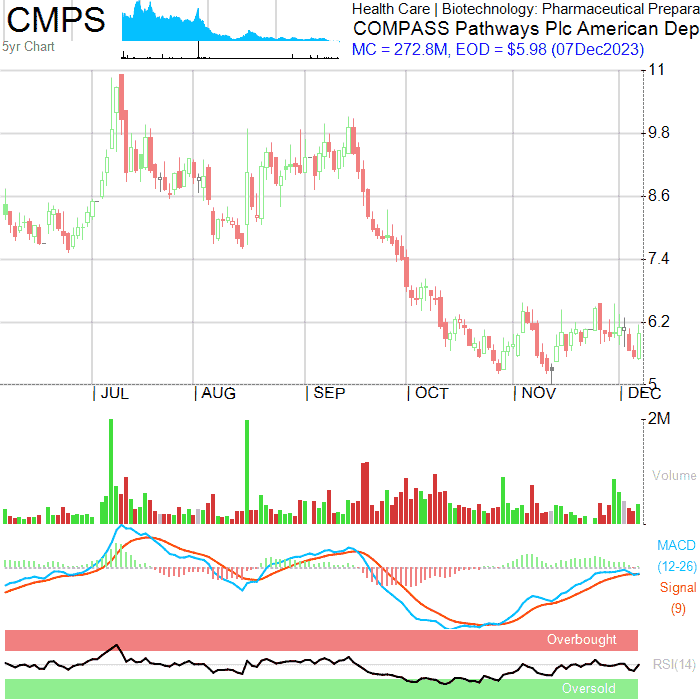 CMPS
5yr Chart
Health Care | Biotechnology: Pharmaceutical Prepara
COMPASS Pathways Plc American Dep
MC = 272.8M, EOD = $5.98 (07Dec2023)
11
9.8
8.6
7.4
6.2
5
| JUL | AUG | SEP | OCT | NOV | DEC
2M
Volume
MACD
(12-26)
Signal
(9)
Overbought
RSI(14)
Oversold